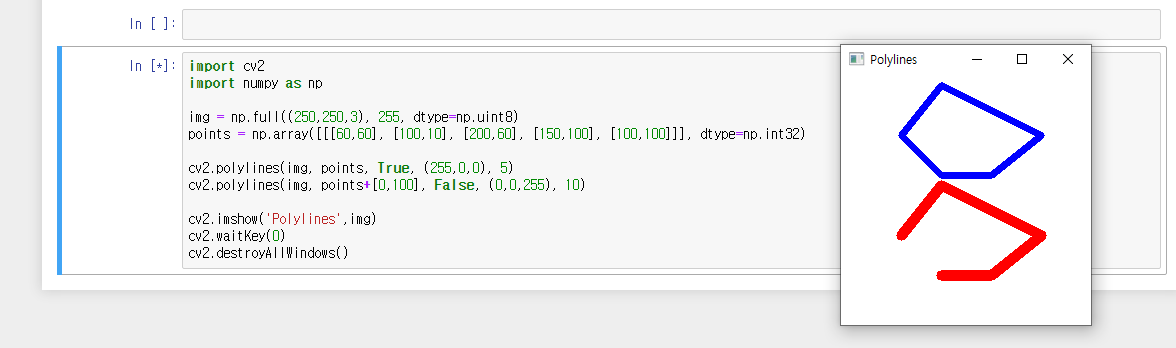 In [ ]:
In [*]:
import cv2
import numpy as np
img = np.full((250,250,3), 255, dtype=np.uint8)
points = np.array([[[60,60], [100,10], [200,60], [150,100], [100,100]]], dtype=np.int32)
cv2.polylines(img, points, True, (255,0,0), 5)
cv2.polylines(img, points+[0,100], False, (0,0,255), 10)
cv2.imshow('Polylines',img)
cv2.waitKey(0)
cv2.destroyAllWindows()
Polylines